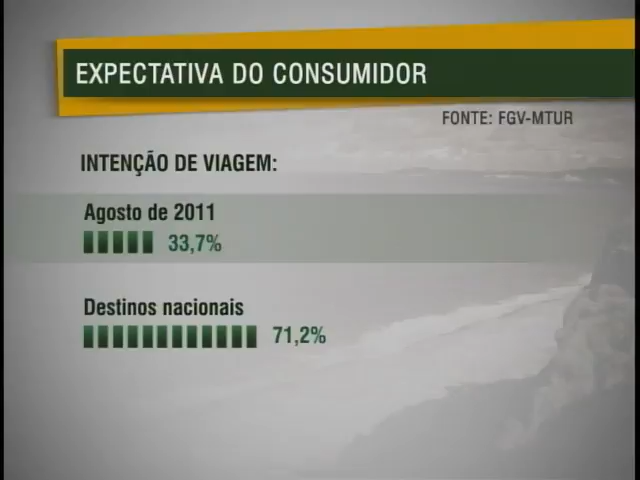 EXPECTATIVA DO CONSUMIDOR
FONTE: FGV-MTUR
INTENÇÃO DE VIAGEM:
Agosto de 2011
33,7%
Destinos nacionais
71,2%